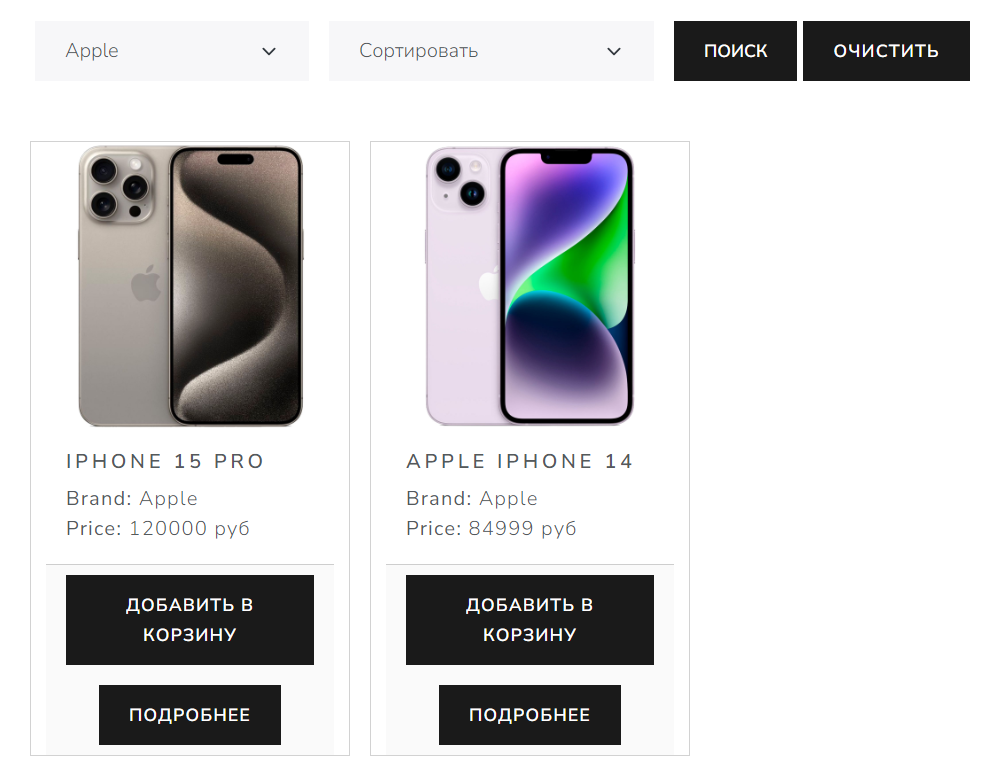 Apple
Сортировать
ПОИСК
ОЧИСТИТЬ
IPHONE 15 PRO
Brand: Apple
Price: 120000 руб
ДОБАВИТЬ В
КОРЗИНУ
ПОДРОБНЕЕ
APPLE IPHONE 14
Brand: Apple
Price: 84999 руб
ДОБАВИТЬ В
КОРЗИНУ
ПОДРОБНЕЕ